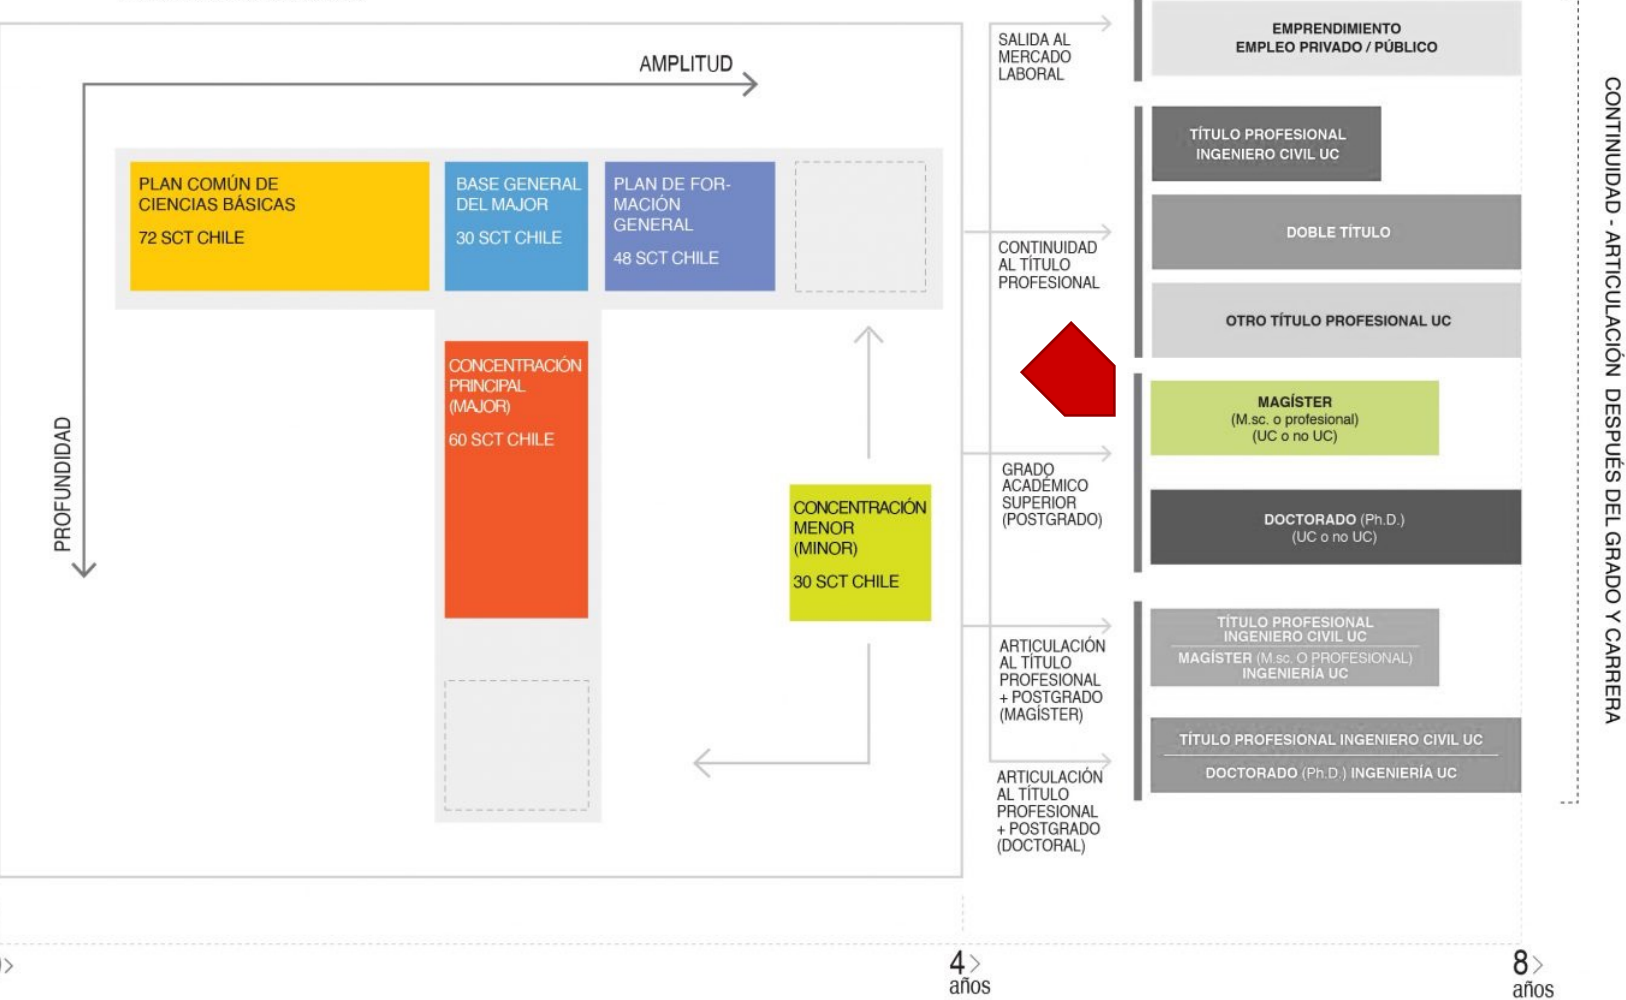 AMPLITUD
PROFUNDIDAD
PLAN COMÚN DE
CIENCIAS BÁSICAS
72 SCT CHILE
BASE GENERAL
DEL MAJOR
30 SCT CHILE
PLAN DE FOR-
MACIÓN
GENERAL
48 SCT CHILE
CONCENTRACIÓN
PRINCIPAL
(MAJOR)
60 SCT CHILE
CONCENTRACIÓN
MENOR
(MINOR)
30 SCT CHILE
SALIDA AL
MERCADO
LABORAL
EMPRENDIMIENTO
EMPLEO PRIVADO / PÚBLICO
CONTINUIDAD
AL TÍTULO
PROFESIONAL
TÍTULO PROFESIONAL
INGENIERO CIVIL UC
DOBLE TÍTULO
OTRO TÍTULO PROFESIONAL UC
GRADO
ACADÉMICO
SUPERIOR
(POSTGRADO)
MAGÍSTER
(M.sc. o profesional)
(UC o no UC)
DOCTORADO (Ph.D.)
(UC o no UC)
ARTICULACIÓN
AL TÍTULO
PROFESIONAL
+ POSTGRADO
(MAGÍSTER)
TÍTULO PROFESIONAL
INGENIERO CIVIL UC
MAGÍSTER (M.sc. O PROFESIONAL)
INGENIERÍA UC
ARTICULACIÓN
AL TÍTULO
PROFESIONAL
+ POSTGRADO
(DOCTORAL)
TÍTULO PROFESIONAL INGENIERO CIVIL UC
DOCTORADO (Ph.D.) INGENIERÍA UC
CONTINUIDAD - ARTICULACIÓN DESPUÉS DEL GRADO Y CARRERA
4>
años
8>
años